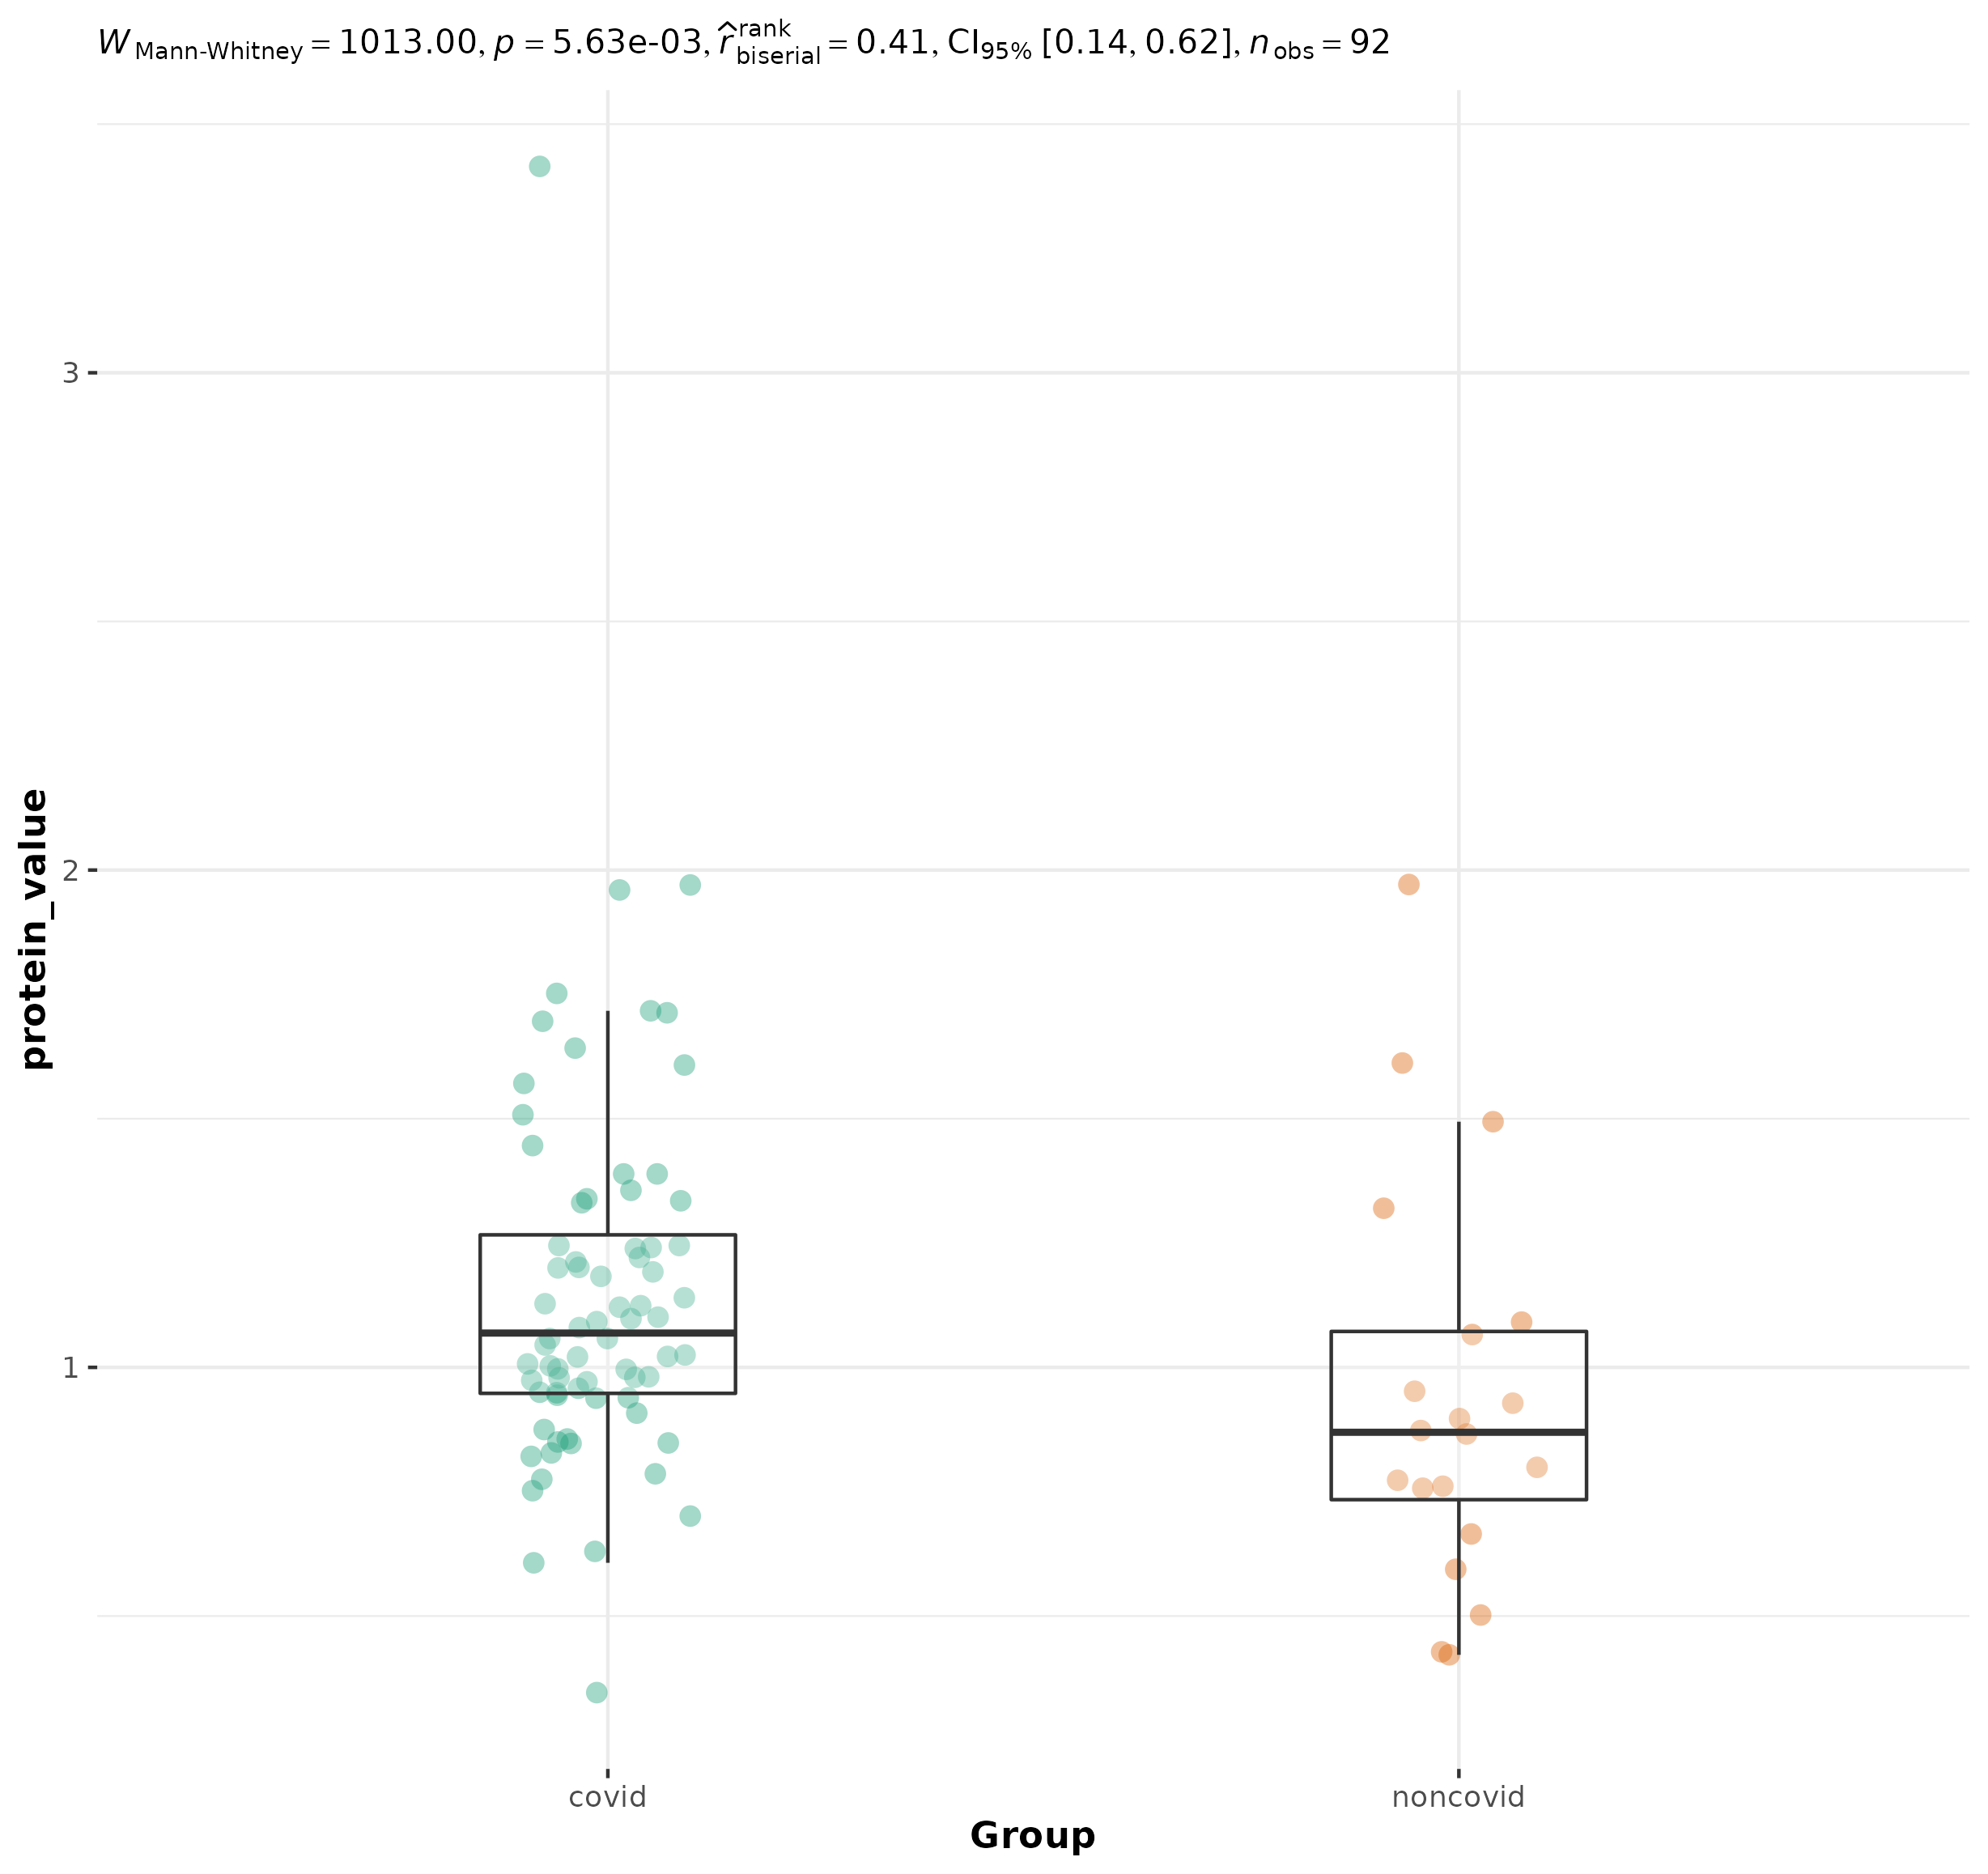 W Mann-Whitney = 1013.00, p = 5.63e-03, r̂ rank biserial = 0.41, CI95% [0.14, 0.62], nobs = 92
3
2
1
protein_value
covid noncovid
Group